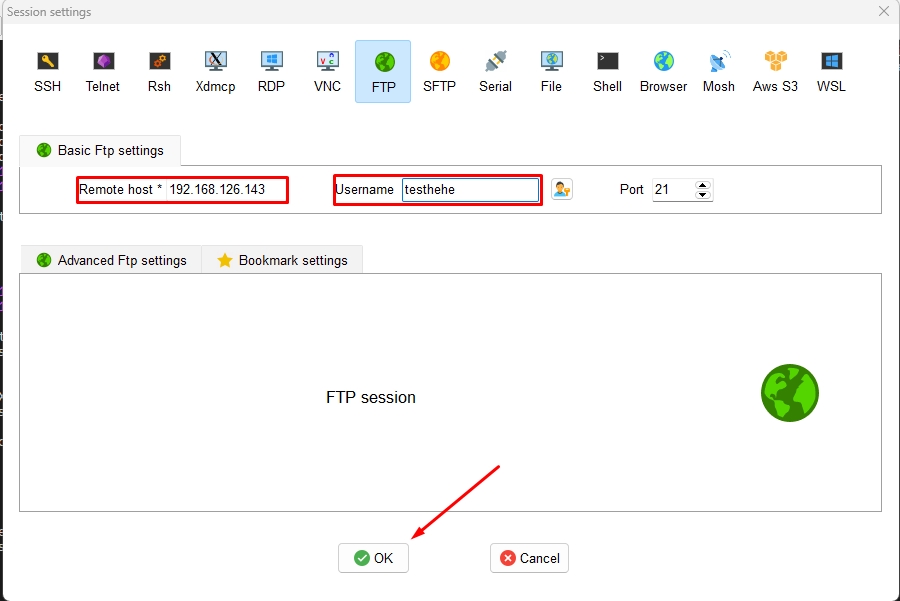 Session settings
SSH Telnet Rsh Xdmcp RDP VNC FTP SFTP Serial File Shell Browser Mosh Aws S3 WSL
Basic Ftp settings
Remote host * 192.168.126.143 Username testhehe Port 21
Advanced Ftp settings Bookmark settings
FTP session
OK Cancel